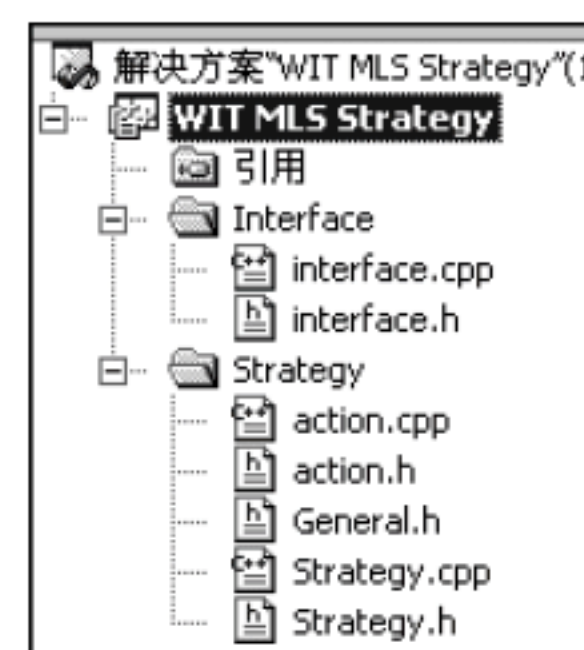 解决方案"WIT MLS Strategy"(1
WIT MLS Strategy
引用
Interface
interface.cpp
interface.h
Strategy
action.cpp
action.h
General.h
Strategy.cpp
Strategy.h